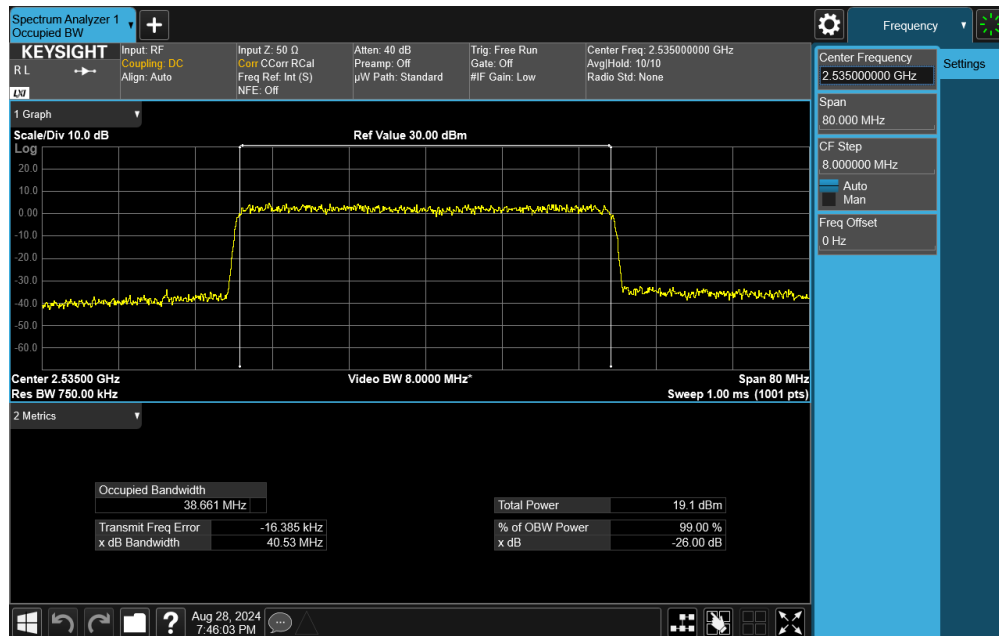 Spectrum Analyzer 1
Occupied BW
+
Frequency
KEYSIGHT
R L
LXI
Input: RF
Coupling: DC
Align: Auto
Input Z: 50 Ω
Corr CCorr RCal
Freq Ref: Int (S)
NFE: Off
Atten: 40 dB
Preamp: Off
µW Path: Standard
Trig: Free Run
Gate: Off
#IF Gain: Low
Center Freq: 2.535000000 GHz
Avg|Hold: 10/10
Radio Std: None
Center Frequency
2.535000000 GHz
Settings
Span
80.000 MHz
CF Step
8.000000 MHz
Auto
Man
Freq Offset
0 Hz
1 Graph
Scale/Div 10.0 dB
Ref Value 30.00 dBm
Log
20.0
10.0
0.00
-10.0
-20.0
-30.0
-40.0
-50.0
-60.0
Center 2.53500 GHz
Video BW 8.0000 MHz*
Span 80 MHz
Res BW 750.00 kHz
Sweep 1.00 ms (1001 pts)
2 Metrics
Occupied Bandwidth
38.661 MHz
Total Power 19.1 dBm
Transmit Freq Error -16.385 kHz
% of OBW Power 99.00 %
x dB Bandwidth 40.53 MHz
x dB -26.00 dB
?
Aug 28, 2024
7:46:03 PM